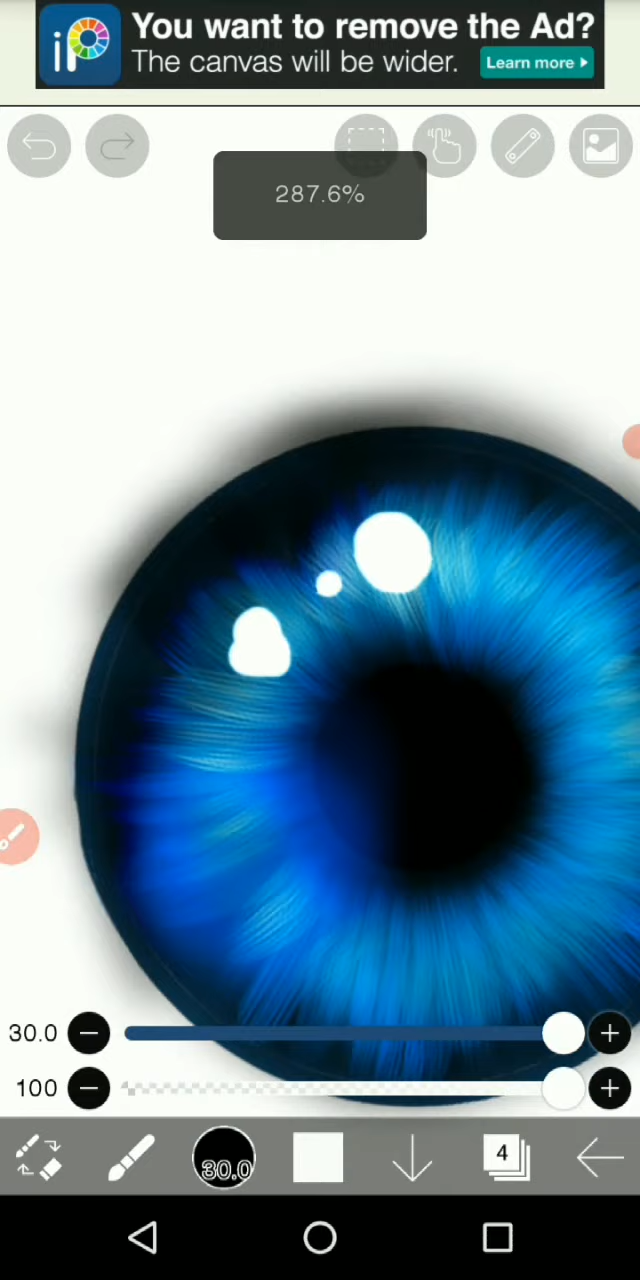 iP
You want to remove the Ad?
The canvas will be wider.
Learn more
287.6%
30.0
100
30.0
4